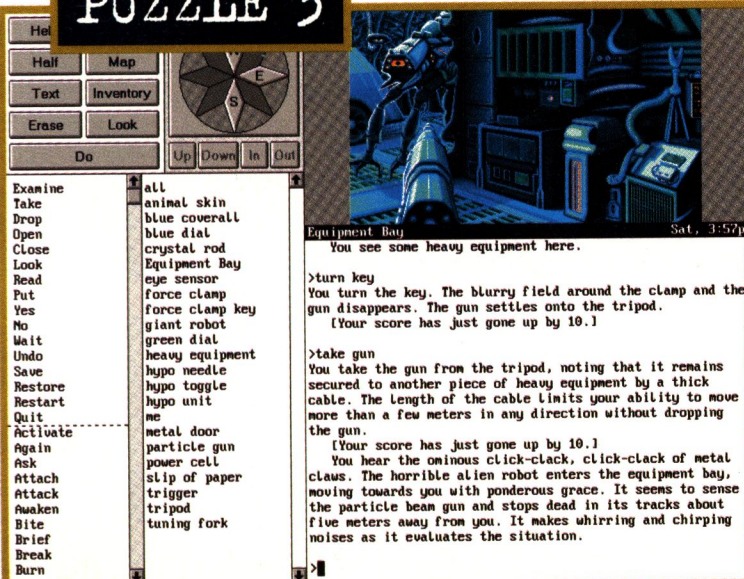 PUZZLE 5
Half
Map
Text
Inventory
Erase
Look
Do
E
S
Up
Down
In
Out
Examine
Take
Drop
Open
Close
Look
Read
Put
Yes
No
Wait
Undo
Save
Restore
Restart
Quit
Activate
Again
Ask
Attach
Attack
Awaken
Bite
Brief
Break
Burn
all
animal skin
blue coverall
blue dial
crystal rod
Equipment Bay
eye sensor
force clamp
force clamp key
giant robot
green dial
heavy equipment
hypo needle
hypo toggle
hypo unit
me
metal door
particle gun
power cell
slip of paper
trigger
tripod
tuning fork
Equipment Bay Sat, 3:57p
You see some heavy equipment here.
>turn key
You turn the key. The blurry field around the clamp and the
gun disappears. The gun settles onto the tripod.
[Your score has just gone up by 10.]
>take gun
You take the gun from the tripod, noting that it remains
secured to another piece of heavy equipment by a thick
cable. The length of the cable limits your ability to move
more than a few meters in any direction without dropping
the gun.
[Your score has just gone up by 10.]
You hear the ominous click-clack, click-clack of metal
claws. The horrible alien robot enters the equipment bay,
moving towards you with ponderous grace. It seems to sense
the particle beam gun and stops dead in its tracks about
five meters away from you. It makes whirring and chirping
noises as it evaluates the situation.
>